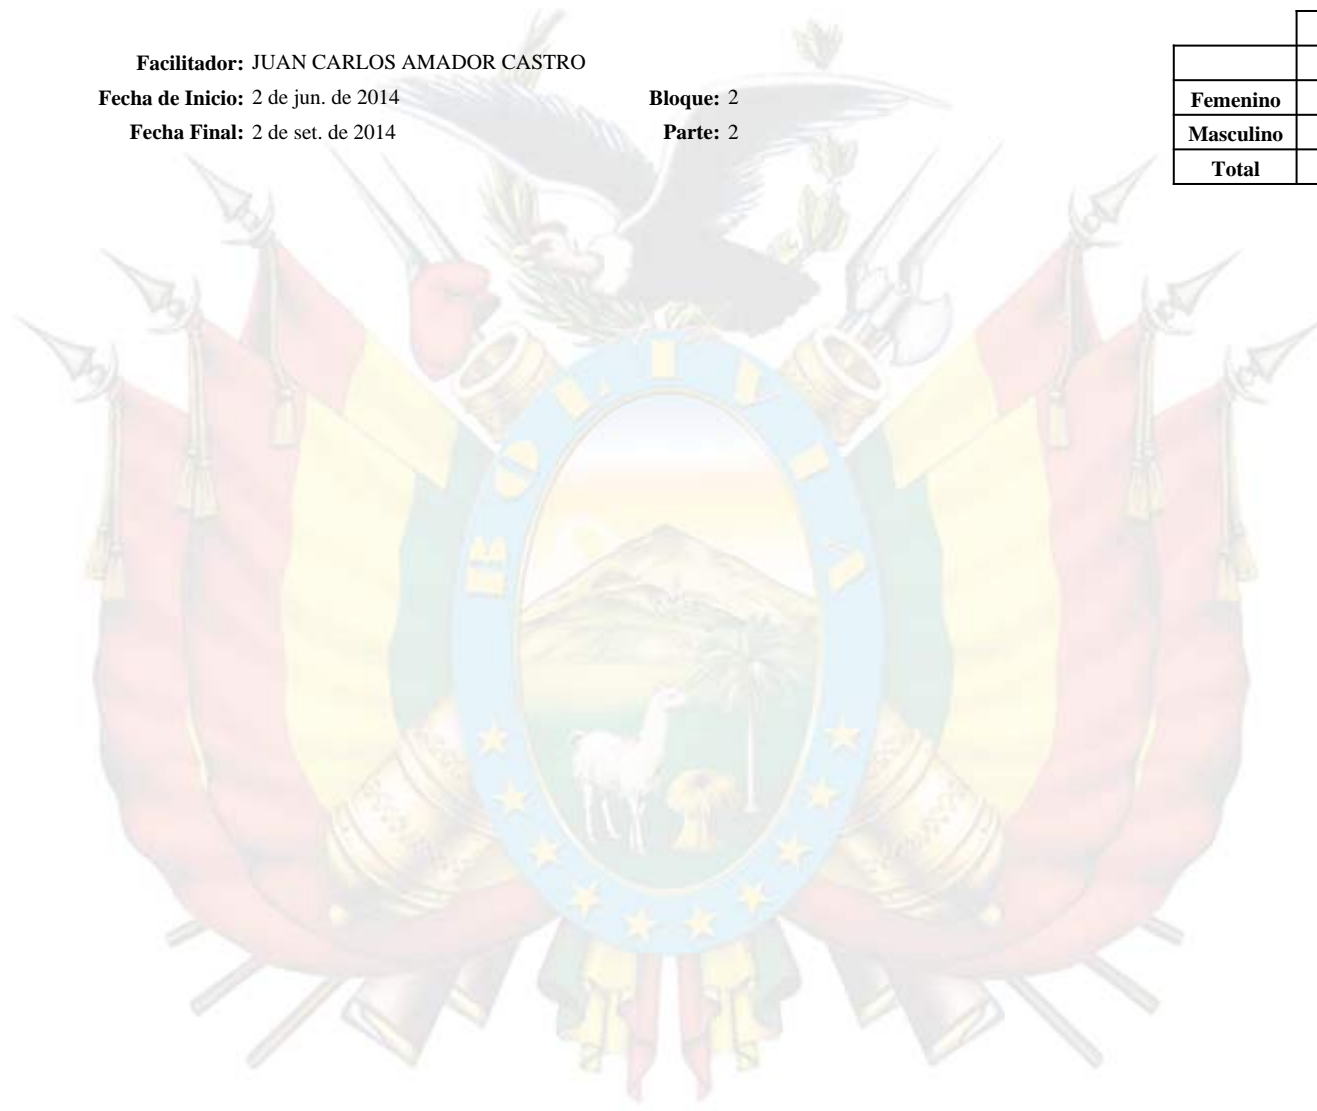 Facilitador: JUAN CARLOS AMADOR CASTRO
Fecha de Inicio: 2 de jun. de 2014 Bloque: 2
Fecha Final: 2 de set. de 2014 Parte: 2
Femenino
Masculino
Total
BOLIVIA